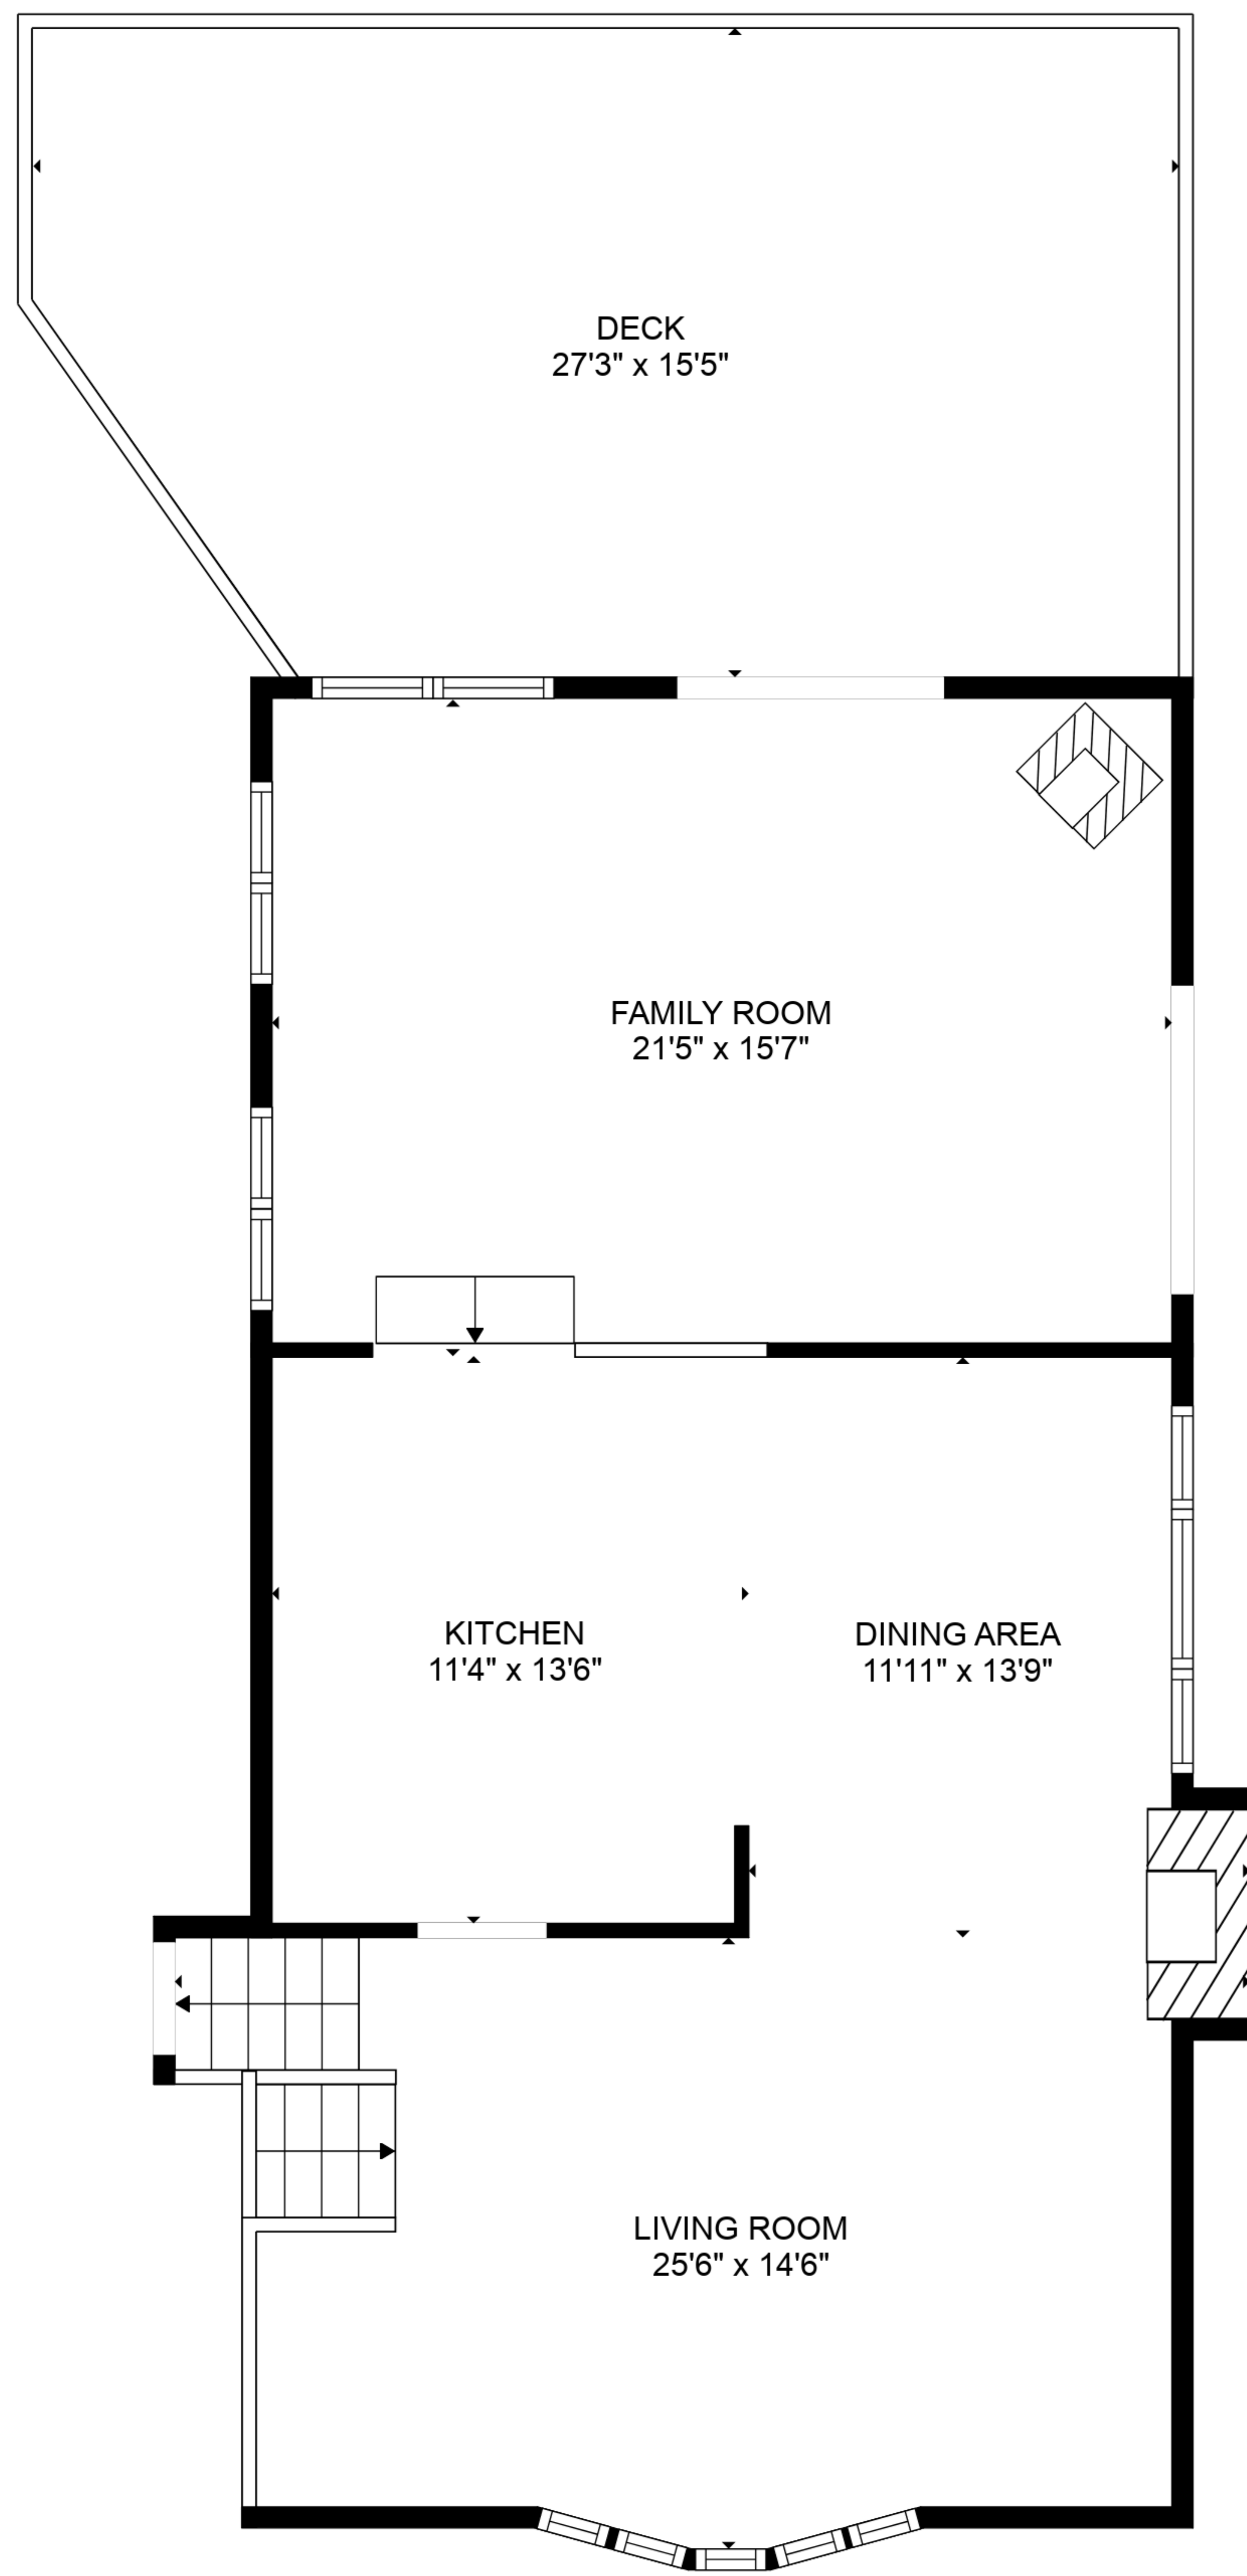 DECK
27'3" x 15'5"
FAMILY ROOM
21'5" x 15'7"
KITCHEN
11'4" x 13'6"
DINING AREA
11'11" x 13'9"
LIVING ROOM
25'6" x 14'6"